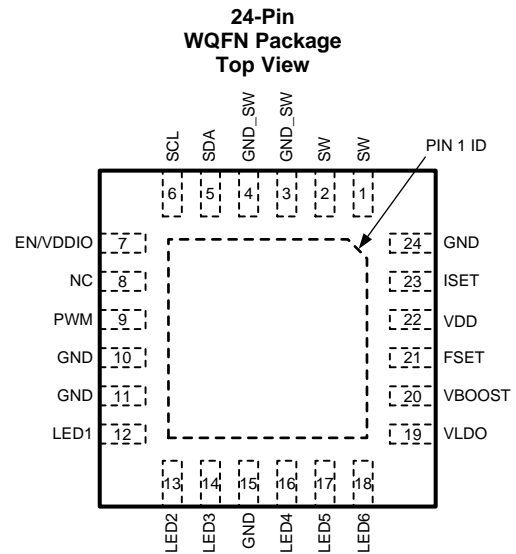 24-Pin
WQFN Package
Top View
SCL
SDA
GND_SW
GND_SW
SW
SW
PIN 1 ID
6
5
4
3
2
1
EN/VDDIO 7
24 GND
NC 8
23 ISET
PWM 9
22 VDD
GND 10
21 FSET
GND 11
20 VBOOST
LED1 12
19 VLDO
13
14
15
16
17
18
LED2
LED3
GND
LED4
LED5
LED6